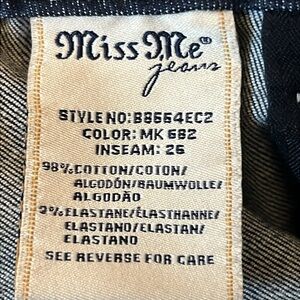 Miss Me®
jeans
STYLE NO: B8554EC2
COLOR: MK 682
INSEAM: 26
98% COTTON/COTON/
ALGODÓN/BAUMWOLLE/
ALGODÃO
2% ELASTANE/ÉLASTHANNE/
ELASTANO/ELASTAN/
ELASTANO
SEE REVERSE FOR CARE